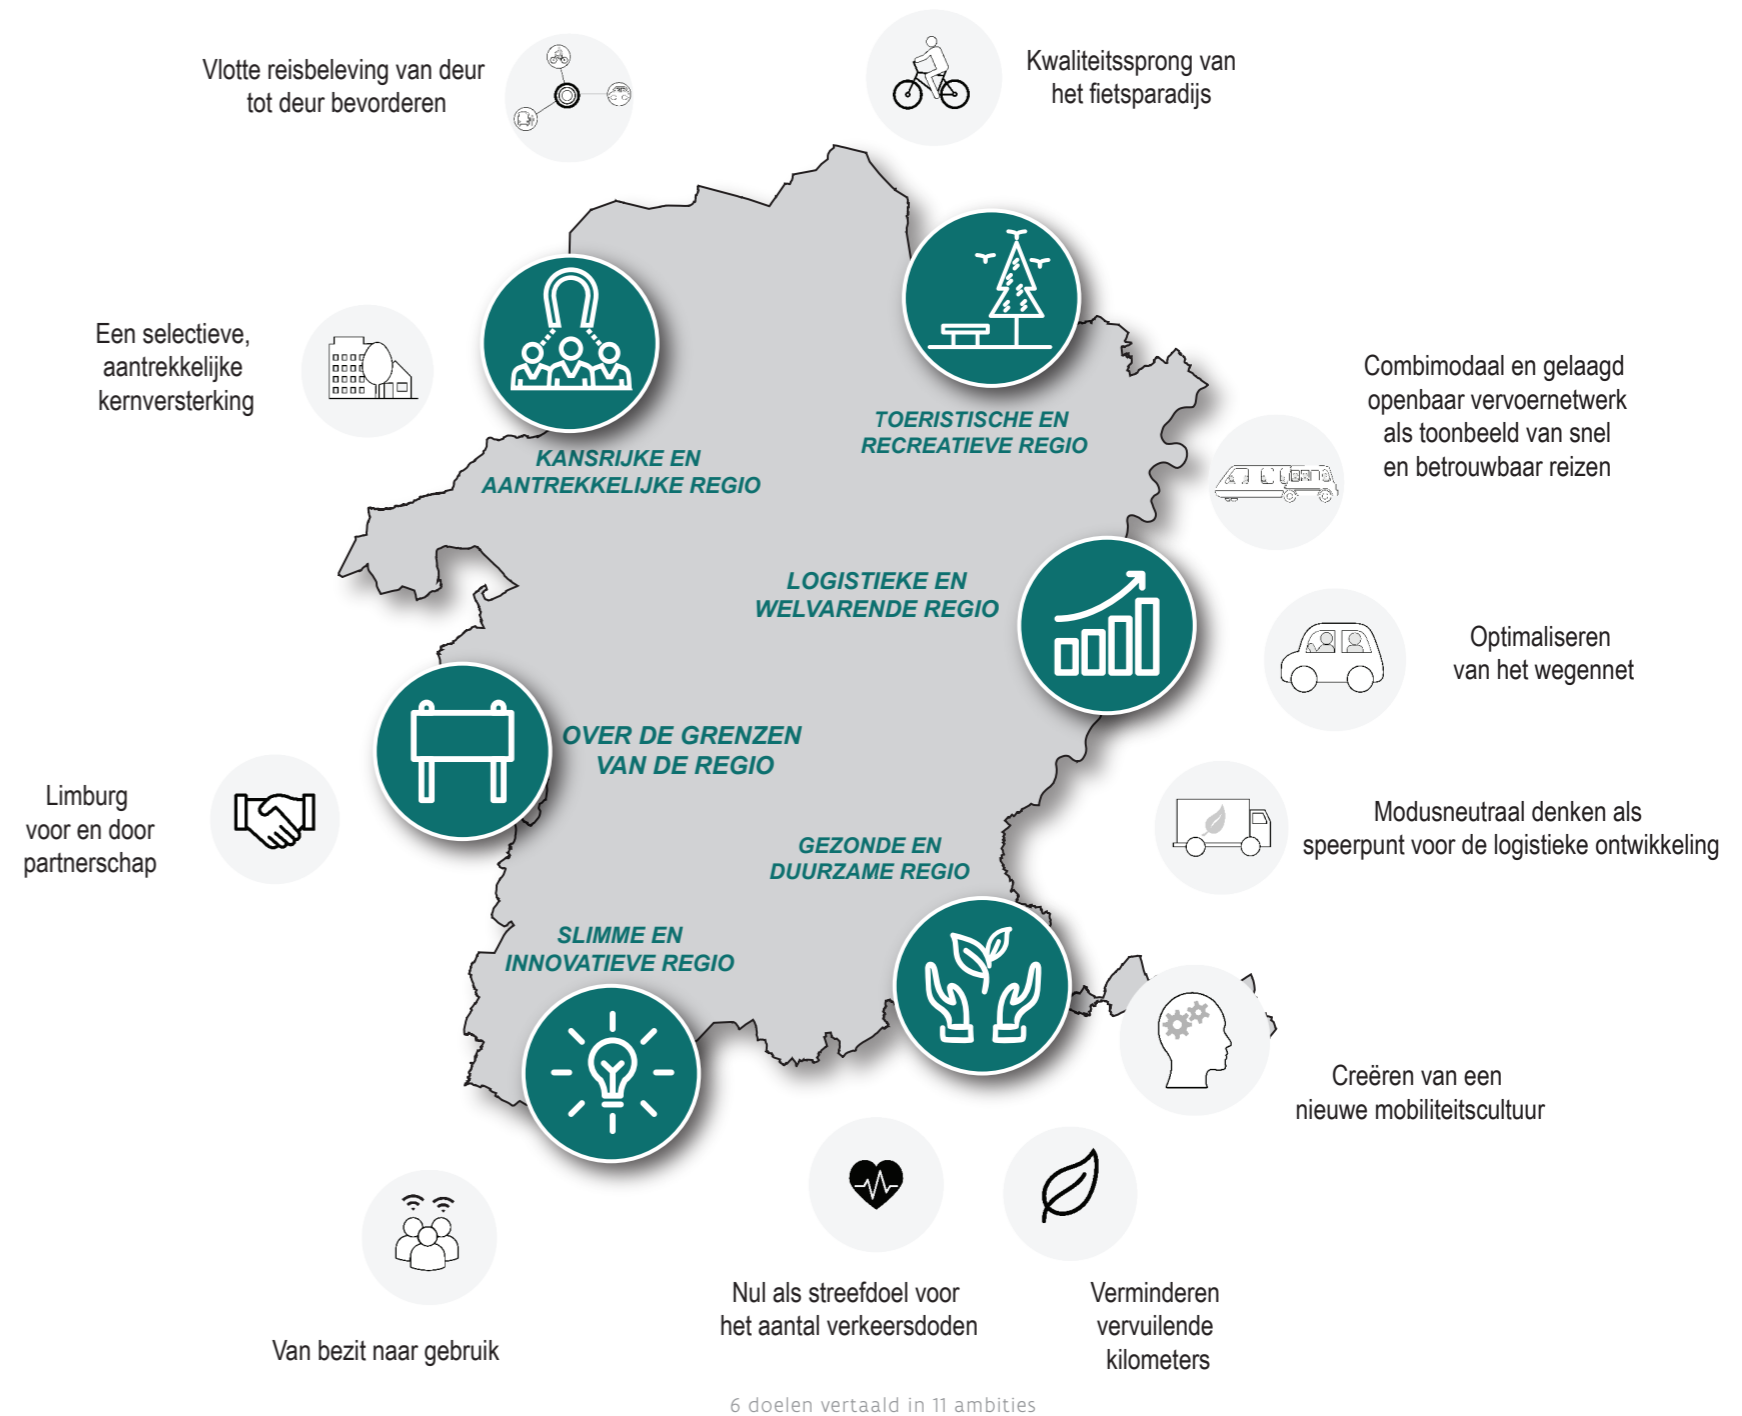 Vlotte reisbeleving van deur
tot deur bevorderen
Kwaliteitssprong van
het fietsparadijs
Een selectieve,
aantrekkelijke
kernversterking
KANSRIJKE EN
AANTREKKELIJKE REGIO
TOERISTISCHE EN
RECREATIEVE REGIO
Combimodaal en gelaagd
openbaar vervoernetwerk
als toonbeeld van snel
en betrouwbaar reizen
LOGISTIEKE EN
WELVARENDE REGIO
Optimaliseren
van het wegennet
OVER DE GRENZEN
VAN DE REGIO
Limburg
voor en door
partnerschap
Modusneutraal denken als
speerpunt voor de logistieke ontwikkeling
GEZONDE EN
DUURZAME REGIO
SLIMME EN
INNOVATIEVE REGIO
Creëren van een
nieuwe mobiliteitscultuur
Van bezit naar gebruik
Nul als streefdoel voor
het aantal verkeersdoden
Verminderen
vervuilende
kilometers
6 doelen vertaald in 11 ambities